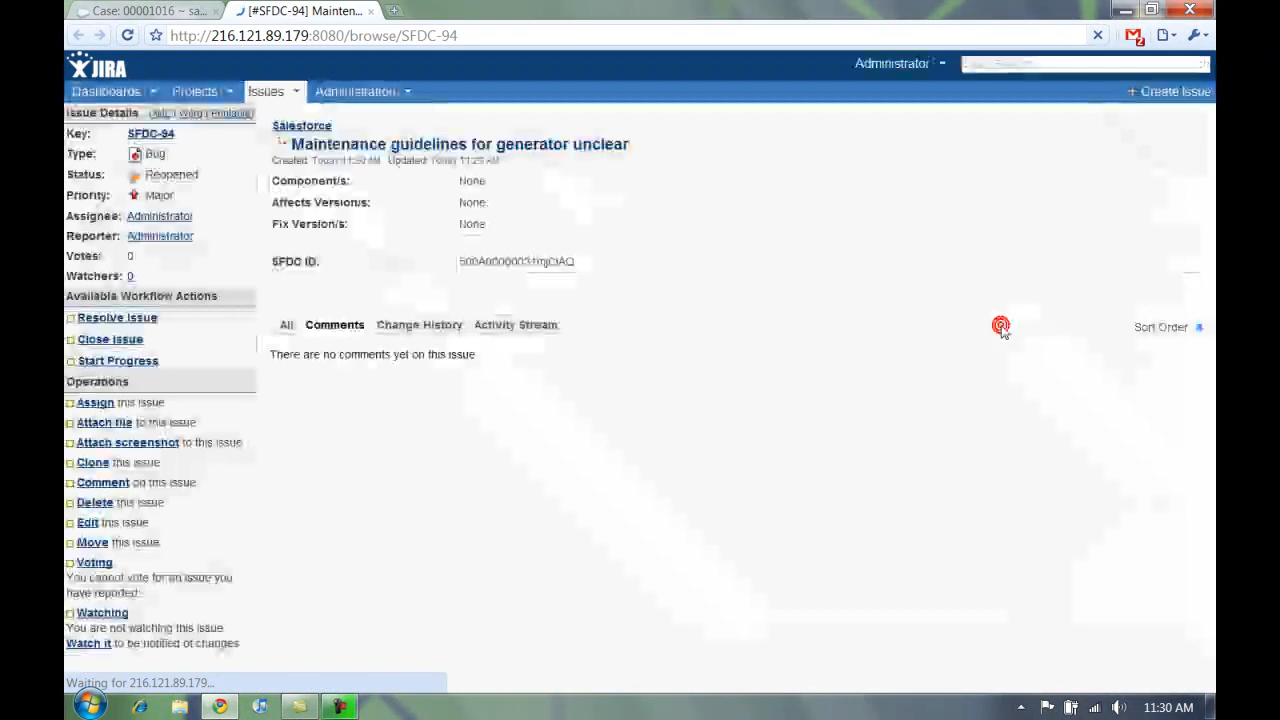 Case: 00001016 ~ sa...
[#SFDC-94] Mainten...
http://216.121.89.179:8080/browse/SFDC-94
2
JIRA
Administrator
Dashboards
Projects
Issues
Administration
+ Create Issue
Issue Details
Salesforce
Key:
SFDC-94
Maintenance guidelines for generator unclear
Type:
Bug
Status:
Reopened
Component/s:
None
Priority:
Major
Affects Version/s:
None
Assignee:
Administrator
Fix Version/s:
None
Reporter:
Administrator
Votes:
0
SFDC ID:
Watchers:
0
Available Workflow Actions
Resolve Issue
All
Comments
Change History
Activity Stream
Sort Order
Close Issue
There are no comments yet on this issue
Start Progress
Operations
Assign this issue
Attach file to this issue
Attach screenshot to this issue
Clone this issue
Comment on this issue
Delete this issue
Edit this issue
Move this issue
Voting
You cannot vote for an issue you
have reported.
Watching
You are not watching this issue.
Watch it to be notified of changes
Waiting for 216.121.89.179...
11:30 AM